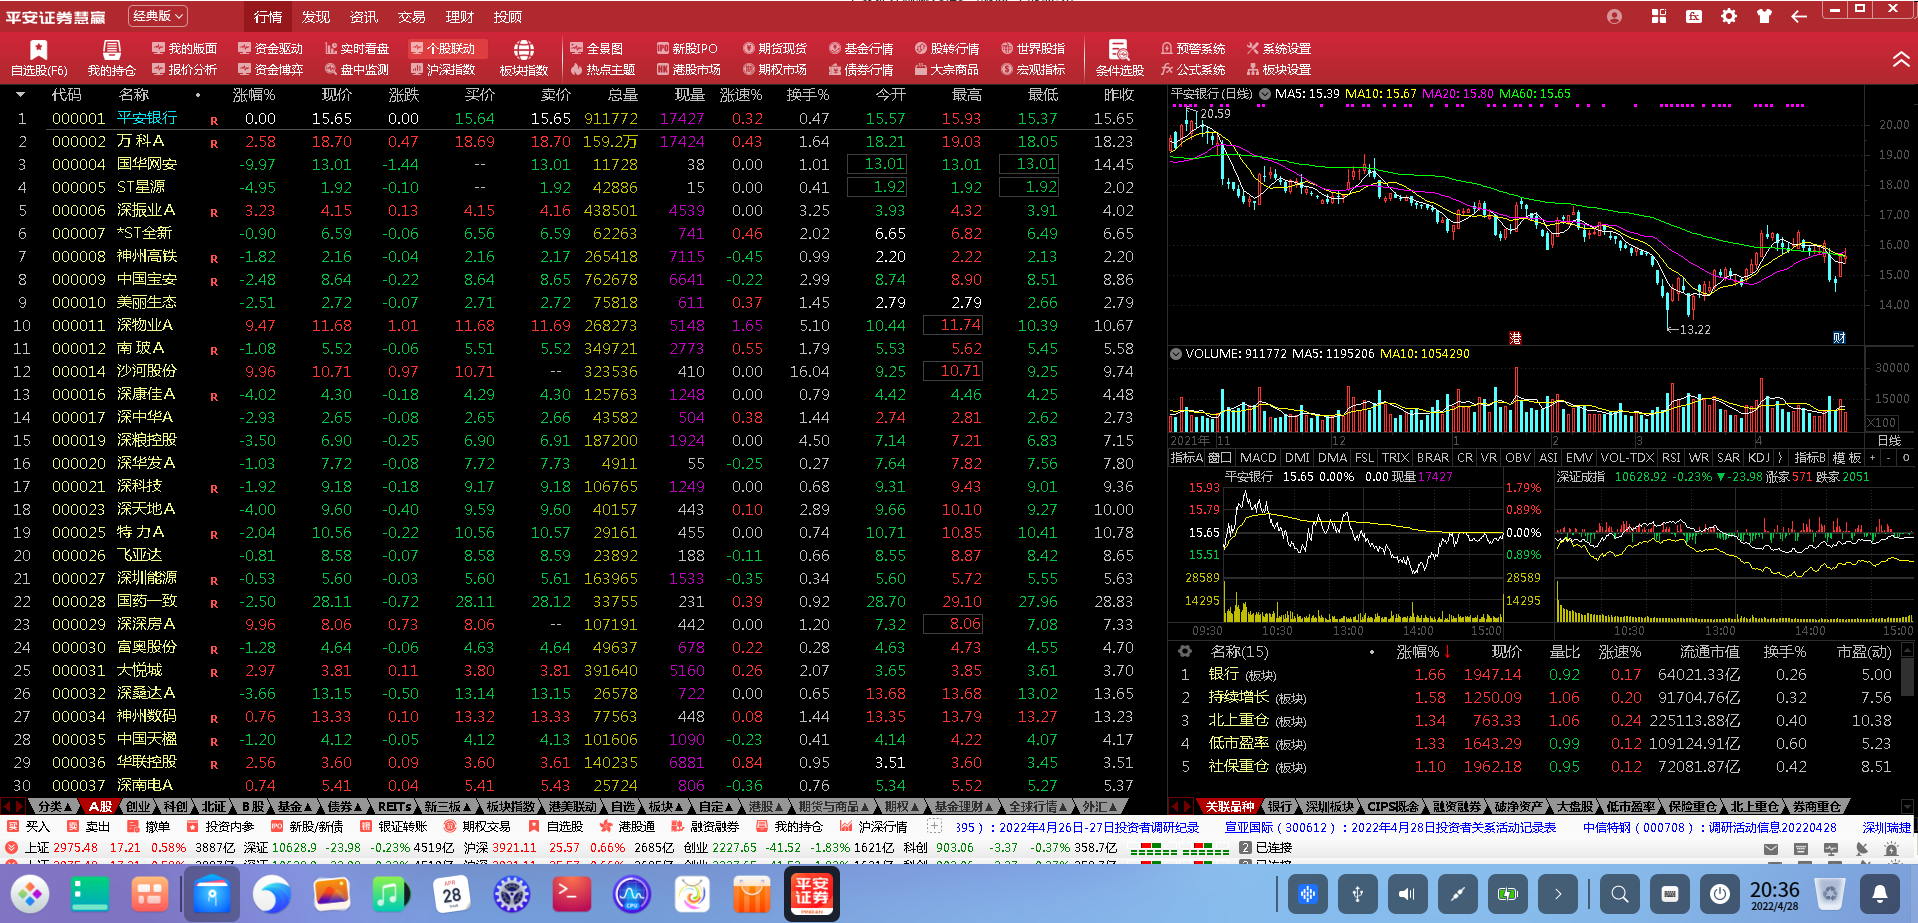 平安证券慧赢 经典版 行情 发现 资讯 交易 理财 投顾
自选股(F6) 我的持仓 我的版面 资金驱动 实时看盘 个股联动 板块指数 全景图 新股IPO 期货现货 基金行情 股转行情 世界股指 条件选股 预警系统 系统设置
报价分析 资金博弈 盘中监测 沪深指数 热点主题 港股市场 期权市场 债券行情 大宗商品 宏观指标 公式系统 板块设置
代码 名称 涨幅% 现价 涨跌 买价 卖价 总量 现量 涨速% 换手% 今开 最高 最低 昨收
1 000001 平安银行 R 0.00 15.65 0.00 15.64 15.65 911772 17427 0.32 0.47 15.57 15.93 15.37 15.65
2 000002 万 科A R 2.58 18.70 0.47 18.69 18.70 159.2万 17424 0.43 1.64 18.21 19.03 18.05 18.23
3 000004 国华网安 -9.97 13.01 -1.44 -- 13.01 11728 38 0.00 1.01 13.01 13.01 13.01 14.45
4 000005 ST星源 -4.95 1.92 -0.10 -- 1.92 42886 15 0.00 0.41 1.92 1.92 1.92 2.02
5 000006 深振业A R 3.23 4.15 0.13 4.15 4.16 438501 4539 0.00 3.25 3.93 4.32 3.91 4.02
6 000007 *ST全新 -0.90 6.59 -0.06 6.56 6.59 62263 741 0.46 2.02 6.65 6.82 6.49 6.65
7 000008 神州高铁 R -1.82 2.16 -0.04 2.16 2.17 265418 7115 -0.45 0.99 2.20 2.22 2.13 2.20
8 000009 中国宝安 R -2.48 8.64 -0.22 8.64 8.65 762678 6641 -0.22 2.99 8.74 8.90 8.51 8.86
9 000010 美丽生态 -2.51 2.72 -0.07 2.71 2.72 75818 611 0.37 1.45 2.79 2.79 2.66 2.79
10 000011 深物业A 9.47 11.68 1.01 11.68 11.69 268273 5148 1.65 5.10 10.44 11.74 10.39 10.67
11 000012 南 玻A R -1.08 5.52 -0.06 5.51 5.52 349721 2773 0.55 1.79 5.53 5.62 5.45 5.58
12 000014 沙河股份 9.96 10.71 0.97 10.71 -- 323536 410 0.00 16.04 9.25 10.71 9.25 9.74
13 000016 深康佳A R -4.02 4.30 -0.18 4.29 4.30 125763 1248 0.00 0.79 4.42 4.46 4.25 4.48
14 000017 深中华A -2.93 2.65 -0.08 2.65 2.66 43582 504 0.38 1.44 2.74 2.81 2.62 2.73
15 000019 深粮控股 -3.50 6.90 -0.25 6.90 6.91 187200 1924 0.00 4.50 7.14 7.21 6.83 7.15
16 000020 深华发A -1.03 7.72 -0.08 7.72 7.73 4911 55 -0.25 0.27 7.64 7.82 7.56 7.80
17 000021 深科技 R -1.92 9.18 -0.18 9.17 9.18 106765 1249 0.00 0.68 9.31 9.43 9.01 9.36
18 000023 深天地A -4.00 9.60 -0.40 9.59 9.60 40157 443 0.10 2.89 9.66 10.10 9.27 10.00
19 000025 特 力A R -2.04 10.56 -0.22 10.56 10.57 29161 455 0.00 0.74 10.71 10.85 10.41 10.78
20 000026 飞亚达 -0.81 8.58 -0.07 8.58 8.59 23892 188 -0.11 0.66 8.55 8.87 8.42 8.65
21 000027 深圳能源 R -0.53 5.60 -0.03 5.60 5.61 163965 1533 -0.35 0.34 5.60 5.72 5.55 5.63
22 000028 国药一致 R -2.50 28.11 -0.72 28.11 28.12 33755 231 0.39 0.92 28.70 29.10 27.96 28.83
23 000029 深深房A 9.96 8.06 0.73 8.06 -- 107191 442 0.00 1.20 7.32 8.06 7.08 7.33
24 000030 富奥股份 R -1.28 4.64 -0.06 4.63 4.64 49637 678 0.22 0.28 4.63 4.73 4.55 4.70
25 000031 大悦城 R 2.97 3.81 0.11 3.80 3.81 391640 5160 0.26 2.07 3.65 3.85 3.61 3.70
26 000032 深桑达A -3.66 13.15 -0.50 13.14 13.15 26578 722 0.00 0.65 13.68 13.68 13.02 13.65
27 000034 神州数码 R 0.76 13.33 0.10 13.32 13.33 77563 448 0.08 1.44 13.35 13.79 13.27 13.23
28 000035 中国天楹 R -1.20 4.12 -0.05 4.12 4.13 101606 1090 -0.23 0.41 4.14 4.22 4.07 4.17
29 000036 华联控股 R 2.56 3.60 0.09 3.60 3.61 140235 6881 0.84 0.95 3.51 3.60 3.45 3.51
30 000037 深南电A 0.74 5.41 0.04 5.41 5.43 25724 806 -0.36 0.76 5.34 5.52 5.27 5.37
平安银行(日线) MA5: 15.39 MA10: 15.67 MA20: 15.80 MA60: 15.65
20.59
20.00
19.00
18.00
17.00
16.00
15.00
14.00
13.22
港 财
VOLUME: 911772 MA5: 1195206 MA10: 1054290
30000
15000
X100
2021年 11 12 1 2 3 4 日线
指标A 窗口 MACD DMI DMA FSL TRIX BRAR CR VR OBV ASI EMV VOL-TDX RSI WR SAR KDJ 指标B 模板 + - o
平安银行 15.65 0.00% 0.00 现量17427 深证成指 10628.92 -0.23% ▼-23.98 涨家571 跌家2051
15.93 1.79%
15.79 0.89%
15.65 0.00%
15.51 0.89%
28589 28589
14295 14295
09:30 10:30 13:00 14:00 15:00 10:30 13:00 14:00 15:00
名称(15) 涨幅%↓ 现价 量比 涨速% 流通市值 换手% 市盈(动)
1 银行 (板块) 1.66 1947.14 0.92 0.17 64021.33亿 0.26 5.00
2 持续增长 (板块) 1.58 1250.09 1.06 0.20 91704.76亿 0.32 7.56
3 北上重仓 (板块) 1.34 763.33 1.06 0.24 225113.88亿 0.40 10.38
4 低市盈率 (板块) 1.33 1643.29 0.99 0.12 109124.91亿 0.60 5.23
5 社保重仓 (板块) 1.10 1962.18 0.95 0.12 72081.87亿 0.42 8.51
分类▲ A股 创业 科创 北证 B股 基金▲ 债券▲ REITs 新三板▲ 板块指数 港美联动 自选 板块▲ 自定▲ 港股▲ 期货与商品▲ 期权▲ 基金理财▲ 全球行情▲ 外汇▲
关联品种 银行 深圳板块 CIPS概念 融资融券 破净资产 大盘股 低市盈率 保险重仓 北上重仓 券商重仓
买入 卖出 撤单 投资内参 新股/新债 银证转账 期权交易 自选股 港股通 融资融券 我的持仓 沪深行情 395）：2022年4月26日-27日投资者调研纪录 宣亚国际（300612）：2022年4月28日投资者关系活动记录表 中信特钢（000708）：调研活动信息20220428 深圳瑞捷
上证 2975.48 17.21 0.58% 3887亿 深证 10628.9 -23.98 -0.23% 4519亿 沪深 3921.11 25.57 0.66% 2685亿 创业 2227.65 -41.52 -1.83% 1621亿 科创 903.06 -3.37 -0.37% 358.7亿 2 已连接
APR 28 CPU 平安证券 PINGAN 20:36
2022/4/28